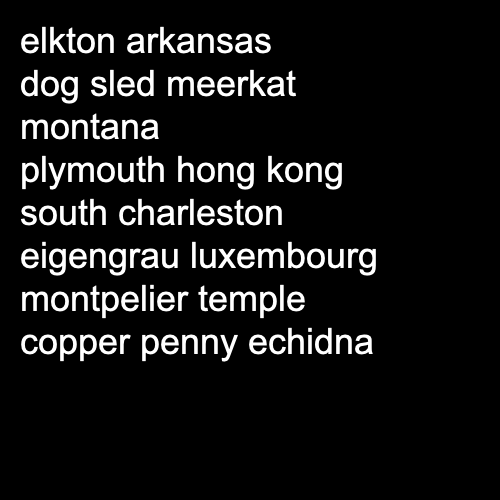 elkton arkansas
dog sled meerkat
montana
plymouth hong kong
south charleston
eigengrau luxembourg
montpelier temple
copper penny echidna